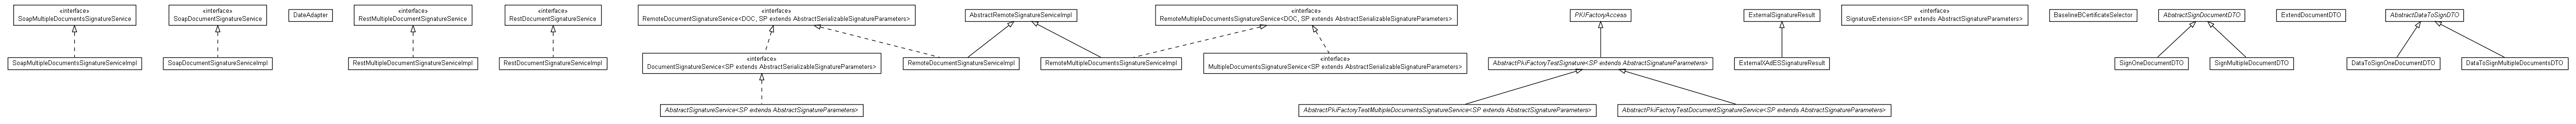 «interface»
SoapMultipleDocumentsSignatureService
«interface»
SoapDocumentSignatureService
DateAdapter
«interface»
RestMultipleDocumentSignatureService
«interface»
RestDocumentSignatureService
«interface»
RemoteDocumentSignatureService<DOC, SP extends AbstractSerializableSignatureParameters>
AbstractRemoteSignatureServiceImpl
«interface»
RemoteMultipleDocumentsSignatureService<DOC, SP extends AbstractSerializableSignatureParameters>
PKIFactoryAccess
ExternalSignatureResult
«interface»
SignatureExtension<SP extends AbstractSignatureParameters>
BaselineBCertificateSelector
AbstractSignDocumentDTO
ExtendDocumentDTO
AbstractDataToSignDTO
SoapMultipleDocumentsSignatureServiceImpl
SoapDocumentSignatureServiceImpl
RestMultipleDocumentSignatureServiceImpl
RestDocumentSignatureServiceImpl
«interface»
DocumentSignatureService<SP extends AbstractSerializableSignatureParameters>
RemoteDocumentSignatureServiceImpl
RemoteMultipleDocumentsSignatureServiceImpl
«interface»
MultipleDocumentsSignatureService<SP extends AbstractSerializableSignatureParameters>
AbstractPkiFactoryTestSignature<SP extends AbstractSignatureParameters>
ExternalXAdESSignatureResult
SignOneDocumentDTO
SignMultipleDocumentDTO
DataToSignOneDocumentDTO
DataToSignMultipleDocumentsDTO
AbstractSignatureService<SP extends AbstractSignatureParameters>
AbstractPkiFactoryTestMultipleDocumentsSignatureService<SP extends AbstractSignatureParameters>
AbstractPkiFactoryTestDocumentSignatureService<SP extends AbstractSignatureParameters>